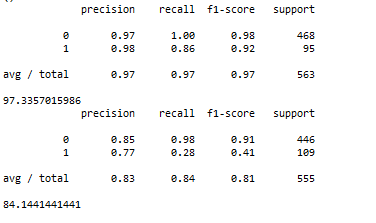 precision recall f1-score support
0 0.97 1.00 0.98 468
1 0.98 0.86 0.92 95
avg / total 0.97 0.97 0.97 563
97.3357015986
precision recall f1-score support
0 0.85 0.98 0.91 446
1 0.77 0.28 0.41 109
avg / total 0.83 0.84 0.81 555
84.1441441441